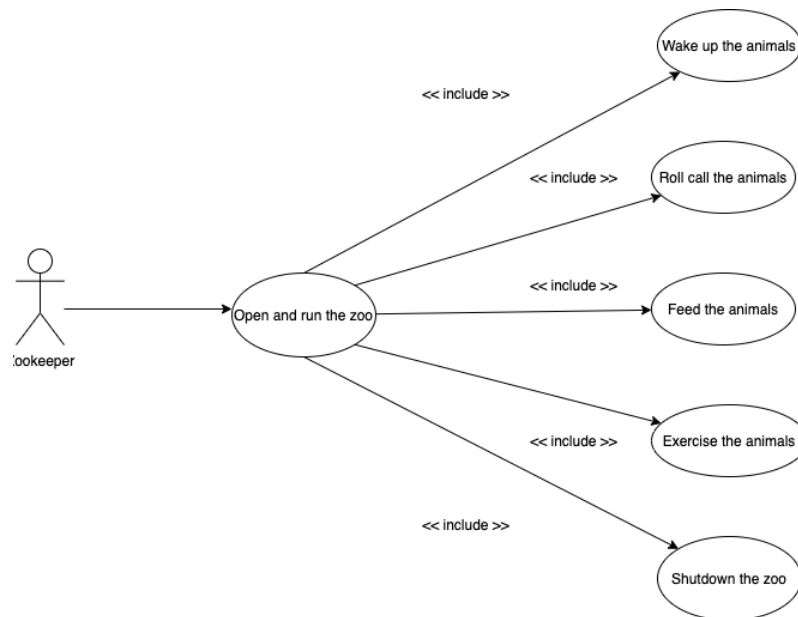 Wake up the animals
<< include >>
<< include >>
Roll call the animals
<< include >>
Open and run the zoo
Feed the animals
ookeeper
<< include >>
Exercise the animals
<< include >>
Shutdown the zoo